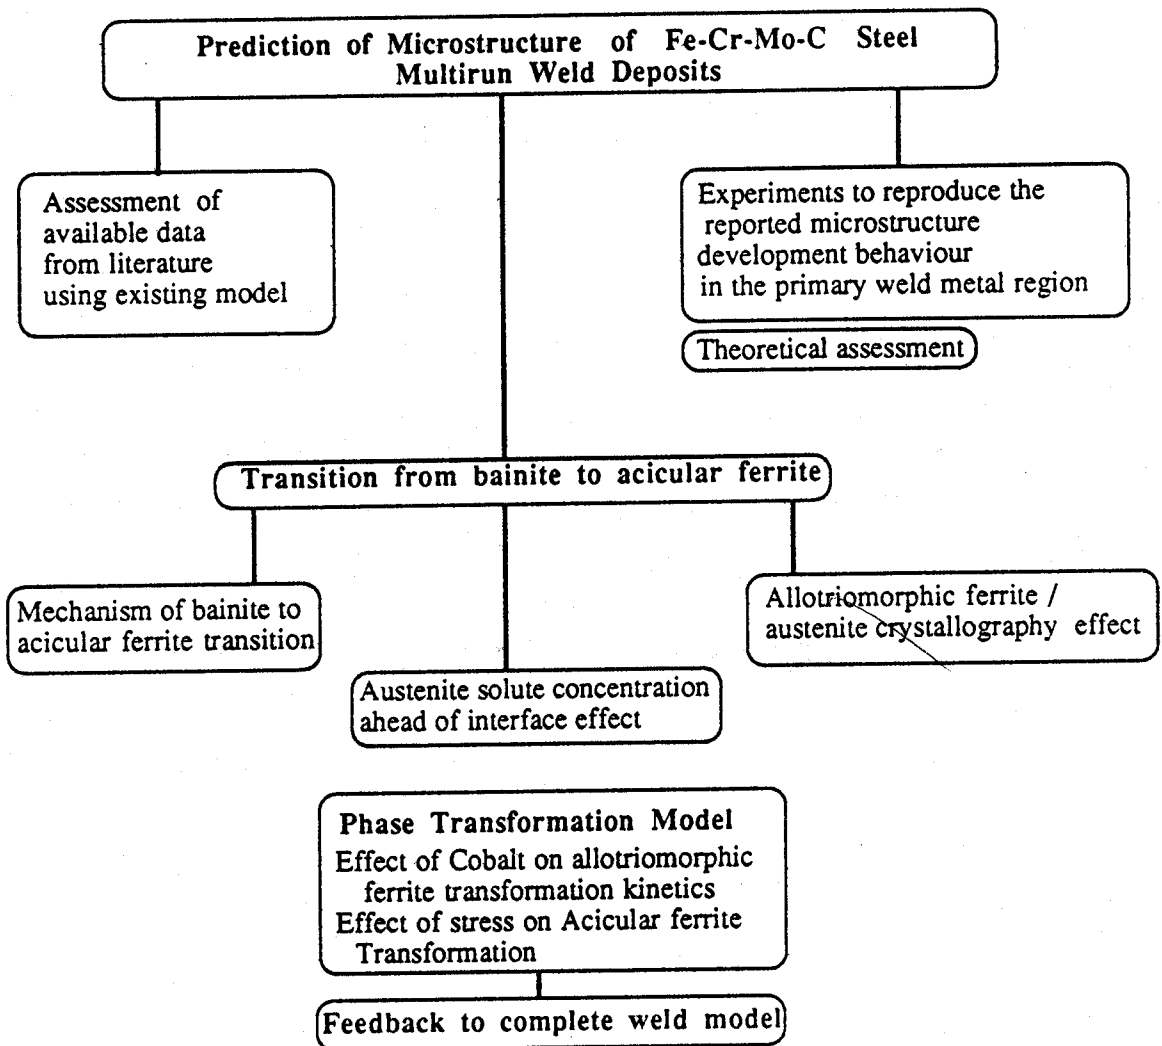 Prediction of Microstructure of Fe-Cr-Mo-C Steel
Multirun Weld Deposits
Assessment of
available data
from literature
using existing model
Experiments to reproduce the
reported microstructure
development behaviour
in the primary weld metal region
Theoretical assessment
Transition from bainite to acicular ferrite
Mechanism of bainite to
acicular ferrite transition
Austenite solute concentration
ahead of interface effect
Allotriomorphic ferrite /
austenite crystallography effect
Phase Transformation Model
Effect of Cobalt on allotriomorphic
ferrite transformation kinetics
Effect of stress on Acicular ferrite
Transformation
Feedback to complete weld model